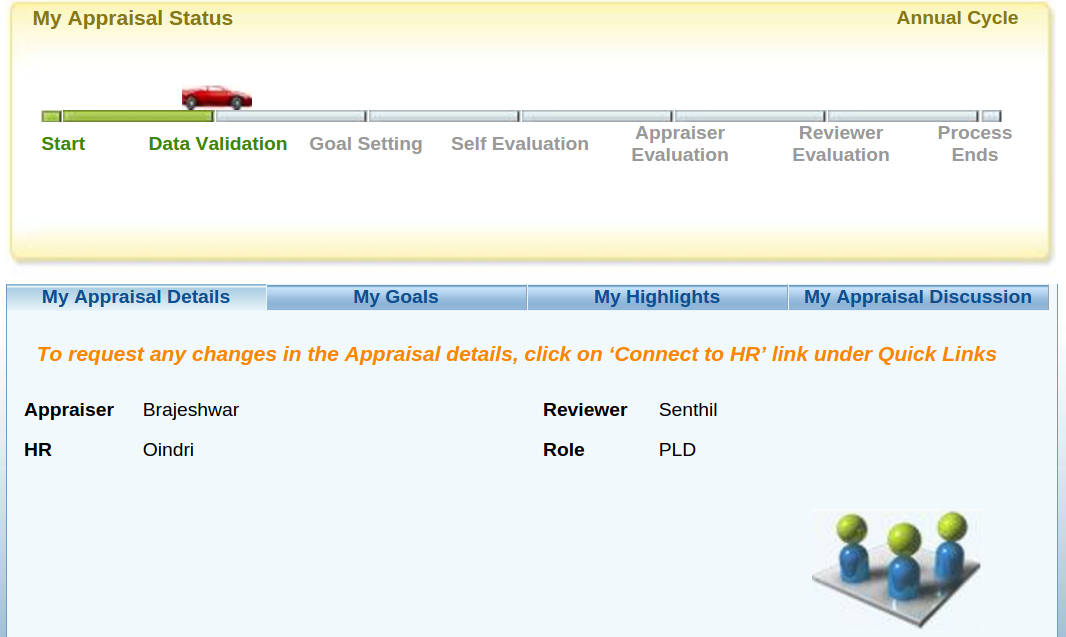 My Appraisal Status
Annual Cycle
Start
Data Validation
Goal Setting
Self Evaluation
Appraiser
Evaluation
Reviewer
Evaluation
Process
Ends
My Appraisal Details
My Goals
My Highlights
My Appraisal Discussion
To request any changes in the Appraisal details, click on ‘Connect to HR’ link under Quick Links
Appraiser Brajeshwar
Reviewer Senthil
HR Oindri
Role PLD